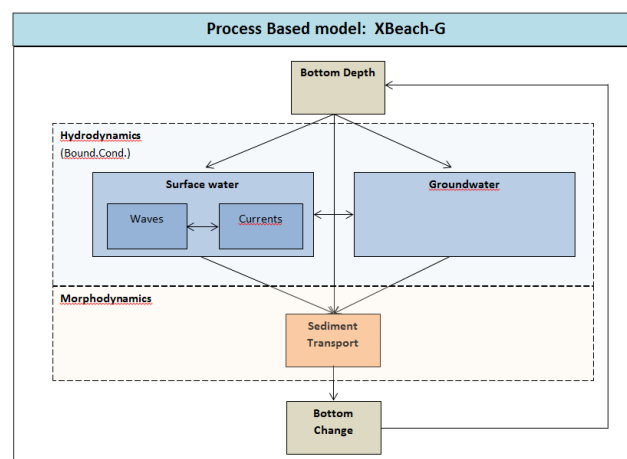 Process Based model: XBeach-G
Bottom Depth
Hydrodynamics
(Bound.Cond.)
Surface water
Groundwater
Waves
Currents
Morphodynamics
Sediment
Transport
Bottom
Change